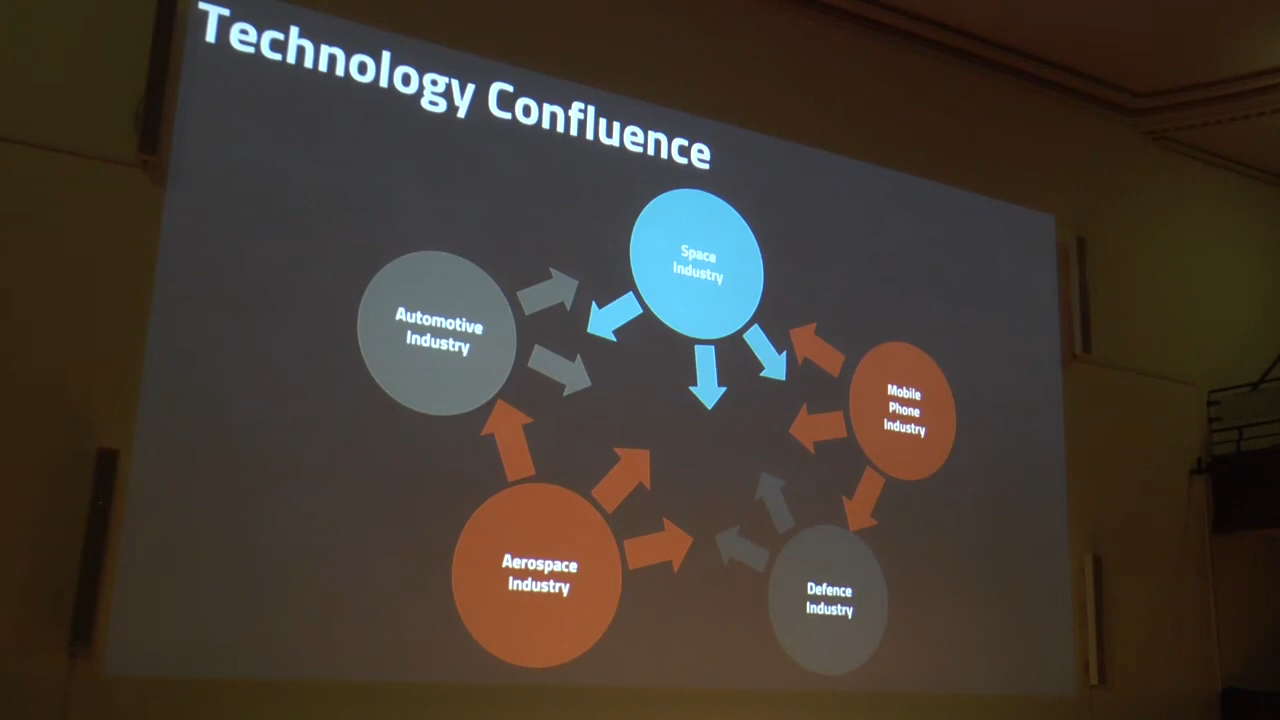 Technology Confluence
Space
Industry
Automotive
Industry
Mobile
Phone
Industry
Aerospace
Industry
Defence
Industry